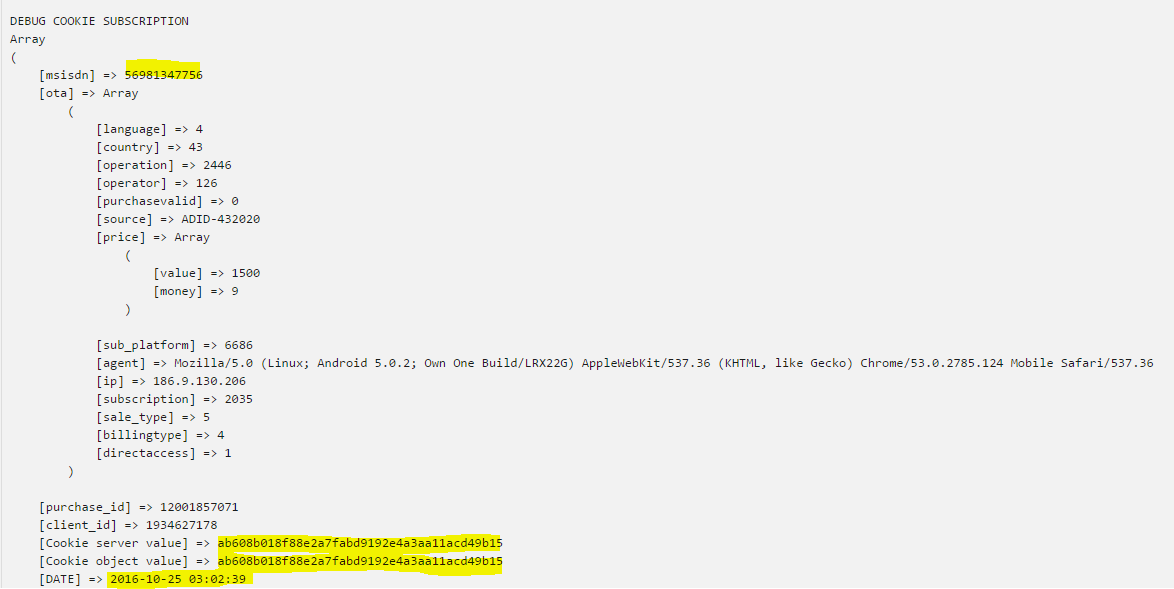 DEBUG COOKIE SUBSCRIPTION
Array
(
[msisdn] => 56981347756
[ota] => Array
(
[language] => 4
[country] => 43
[operation] => 2446
[operator] => 126
[purchasevalid] => 0
[source] => ADID-432020
[price] => Array
(
[value] => 1500
[money] => 9
)
[sub_platform] => 6686
[agent] => Mozilla/5.0 (Linux; Android 5.0.2; Own One Build/LRX22G) AppleWebKit/537.36 (KHTML, like Gecko) Chrome/53.0.2785.124 Mobile Safari/537.36
[ip] => 186.9.130.206
[subscription] => 2035
[sale_type] => 5
[billingtype] => 4
[directaccess] => 1
)
[purchase_id] => 12001857071
[client_id] => 1934627178
[Cookie server value] => ab608b018f88e2a7fabd9192e4a3aa11acd49b15
[Cookie object value] => ab608b018f88e2a7fabd9192e4a3aa11acd49b15
[DATE] => 2016-10-25 03:02:39